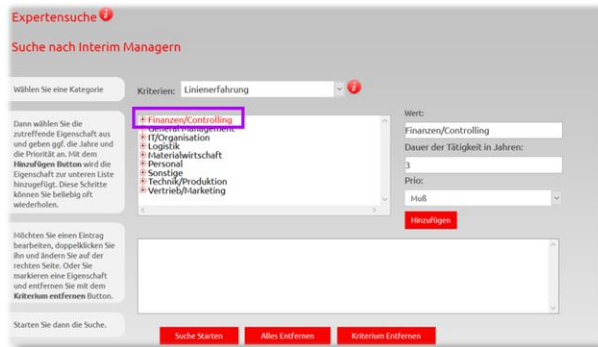 Expertensuche
Suche nach Interim Managern
Wählen Sie eine Kategorie
Kriterien: Linienerfahrung
Dann wählen Sie die
zutreffende Eigenschaft aus
und geben ggf. die Jahre und
die Priorität an. Mit dem
Hinzufügen Button wird die
Eigenschaft zur unteren Liste
hinzugefügt. Diese Schritte
können Sie beliebig oft
wiederholen.
Finanzen/Controlling
General Management
IT/Organisation
Logistik
Materialwirtschaft
Personal
Sonstige
Technik/Produktion
Vertrieb/Marketing
Wert:
Finanzen/Controlling
Dauer der Tätigkeit in Jahren:
3
Prio:
Muß
Hinzufügen
Möchten Sie einen Eintrag
bearbeiten, doppelklicken Sie
ihn und ändern Sie auf der
rechten Seite. Oder Sie
markieren eine Eigenschaft
und entfernen Sie mit dem
Kriterium entfernen Button.
Starten Sie dann die Suche.
Suche Starten
Alles Entfernen
Kriterium Entfernen